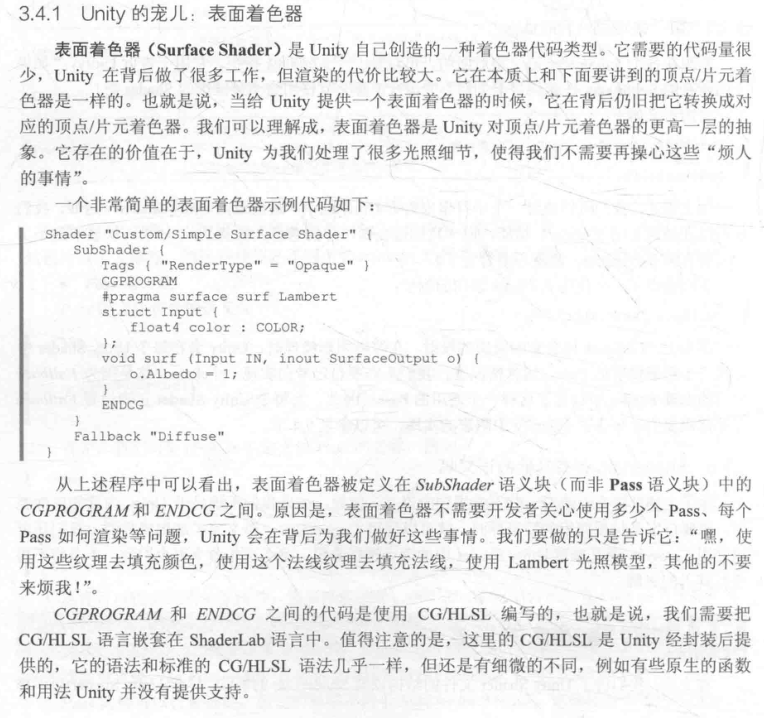 3.4.1 Unity 的宠儿：表面着色器
表面着色器（Surface Shader）是 Unity 自己创造的一种着色器代码类型。它需要的代码量很
少，Unity 在背后做了很多工作，但渲染的代价比较大。它在本质上和下面要讲到的顶点/片元着
色器是一样的。也就是说，当给 Unity 提供一个表面着色器的时候，它在背后仍旧把它转换成对
应的顶点/片元着色器。我们可以理解成，表面着色器是 Unity 对顶点/片元着色器的更高一层的抽
象。它存在的价值在于，Unity 为我们处理了很多光照细节，使得我们不需要再操心这些“烦人
的事情”。
一个非常简单的表面着色器示例代码如下：
Shader "Custom/Simple Surface Shader" {
SubShader {
Tags { "RenderType" = "Opaque" }
CGPROGRAM
#pragma surface surf Lambert
struct Input {
float4 color : COLOR;
};
void surf (Input IN, inout SurfaceOutput o) {
o.Albedo = 1;
}
ENDCG
}
Fallback "Diffuse"
}
从上述程序中可以看出，表面着色器被定义在 SubShader 语义块（而非 Pass 语义块）中的
CGPROGRAM 和 ENDCG 之间。原因是，表面着色器不需要开发者关心使用多少个 Pass、每个
Pass 如何渲染等问题，Unity 会在背后为我们做好这些事情。我们要做的只是告诉它：“嘿，使
用这些纹理去填充颜色，使用这个法线纹理去填充法线，使用 Lambert 光照模型，其他的不要
来烦我！”。
CGPROGRAM 和 ENDCG 之间的代码是使用 CG/HLSL 编写的，也就是说，我们需要把
CG/HLSL 语言嵌套在 ShaderLab 语言中。值得注意的是，这里的 CG/HLSL 是 Unity 经封装后提
供的，它的语法和标准的 CG/HLSL 语法几乎一样，但还是有细微的不同，例如有些原生的函数
和用法 Unity 并没有提供支持。